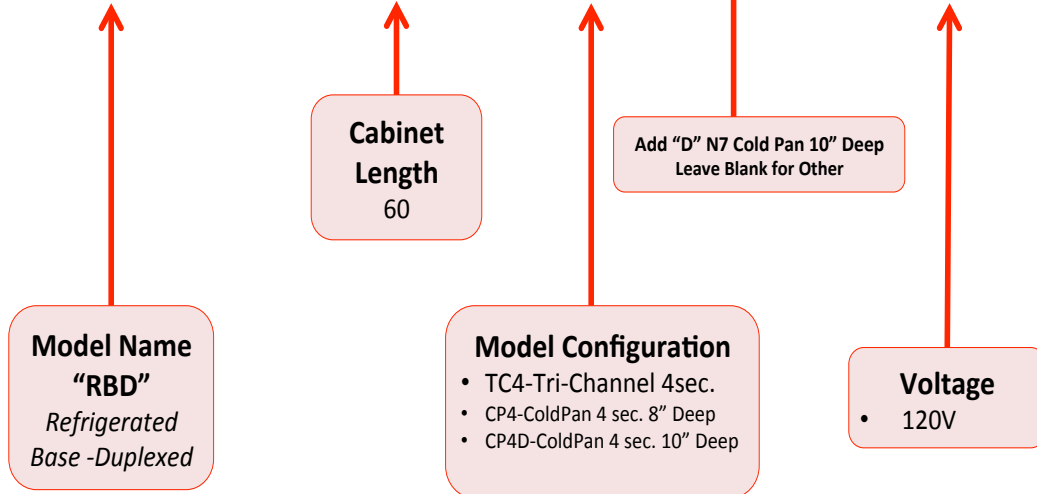 Cabinet
Length
60
Add “D” N7 Cold Pan 10” Deep
Leave Blank for Other
Model Name
“RBD”
Refrigerated
Base -Duplexed
Model Configuration
• TC4-Tri-Channel 4sec.
• CP4-ColdPan 4 sec. 8” Deep
• CP4D-ColdPan 4 sec. 10” Deep
Voltage
• 120V